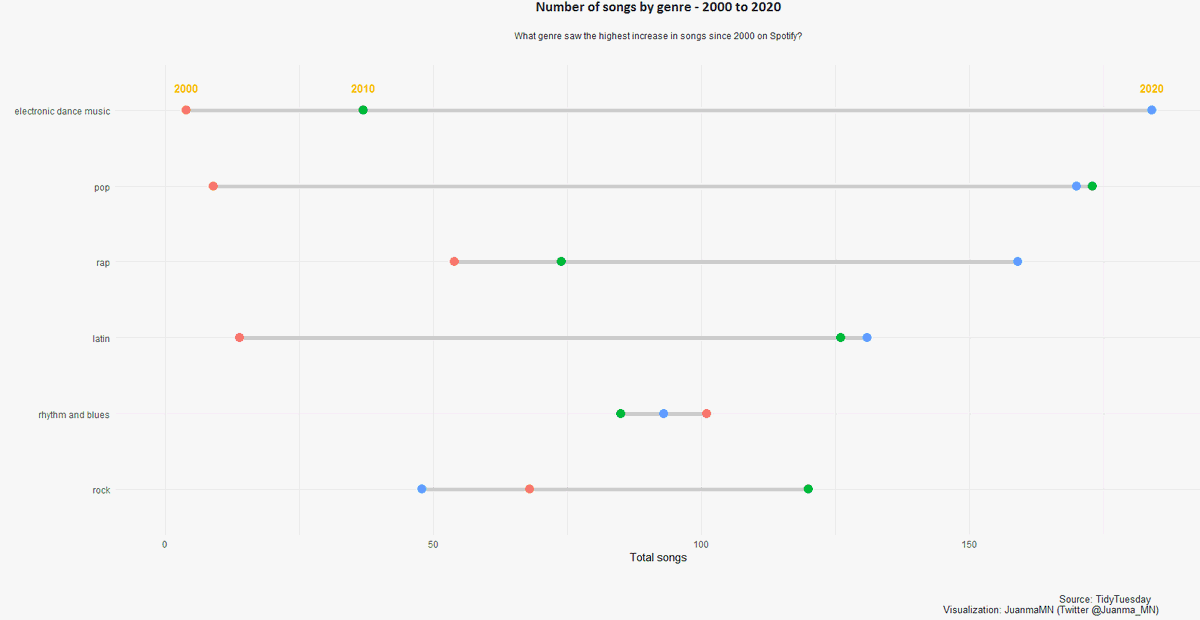 Number of songs by genre - 2000 to 2020
What genre saw the highest increase in songs since 2000 on Spotify?
2000 2010 2020
electronic dance music
pop
rap
latin
rhythm and blues
rock
0 50 100 150
Total songs
Source: TidyTuesday
Visualization: JuanmaMN (Twitter @Juanma_MN)